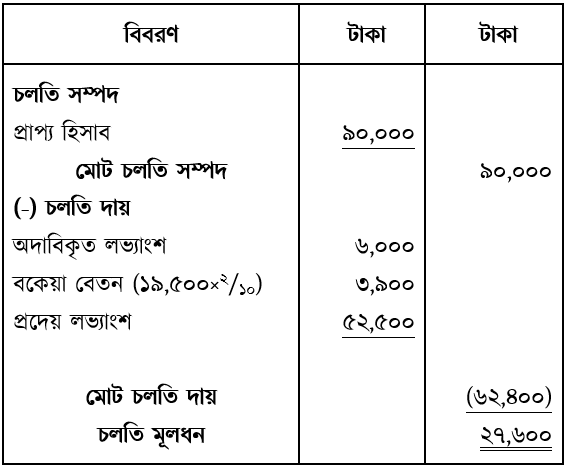 বিবরণ টাকা টাকা
চলতি সম্পদ
প্রাপ্য হিসাব ৯০,০০০
মোট চলতি সম্পদ ৯০,০০০
(-) চলতি দায়
অদাবিকৃত লভ্যাংশ ৬,০০০
বকেয়া বেতন (১৯,৫০০×২/১০) ৩,৯০০
প্রদেয় লভ্যাংশ ৫২,৫০০
মোট চলতি দায় (৬২,৪০০)
চলতি মূলধন ২৭,৬০০